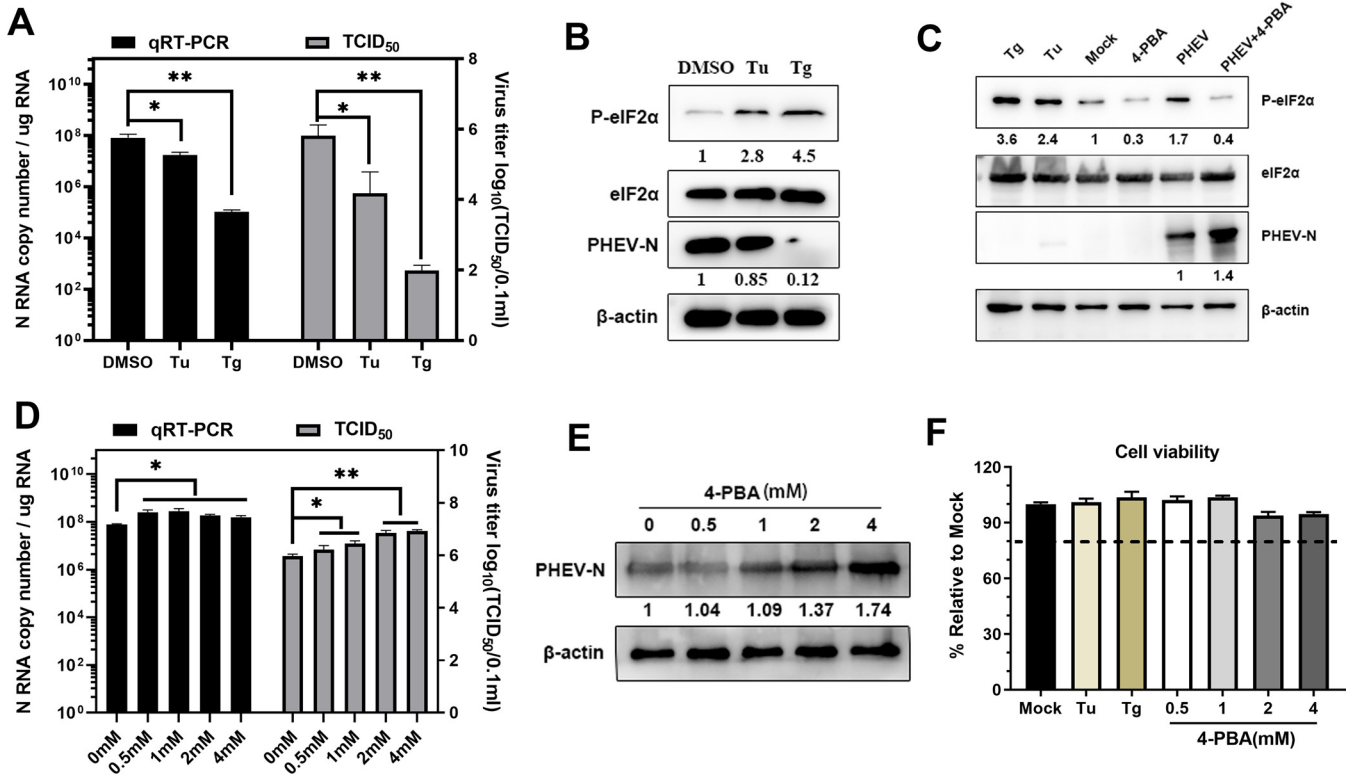 A
qRT-PCR TCID50
N RNA copy number / ug RNA
10^10
10^8
10^6
10^4
10^2
10^0
** **
* *
8
6
4
2
0
Virus titer log10(TCID50/0.1ml)
DMSO Tu Tg DMSO Tu Tg
B
DMSO Tu Tg
P-eIF2α
1 2.8 4.5
eIF2α
PHEV-N
1 0.85 0.12
β-actin
C
Tg Tu Mock 4-PBA PHEV PHEV+4-PBA
P-eIF2α
3.6 2.4 1 0.3 1.7 0.4
eIF2α
PHEV-N
1 1.4
β-actin
D
qRT-PCR TCID50
N RNA copy number / ug RNA
10^10
10^8
10^6
10^4
10^2
10^0
* * **
10
8
6
4
2
0
Virus titer log10(TCID50/0.1ml)
0mM 0.5mM 1mM 2mM 4mM 0mM 0.5mM 1mM 2mM 4mM
E
4-PBA(mM)
0 0.5 1 2 4
PHEV-N
1 1.04 1.09 1.37 1.74
β-actin
F
Cell viability
% Relative to Mock
120
90
60
30
0
Mock Tu Tg 0.5 1 2 4
4-PBA(mM)